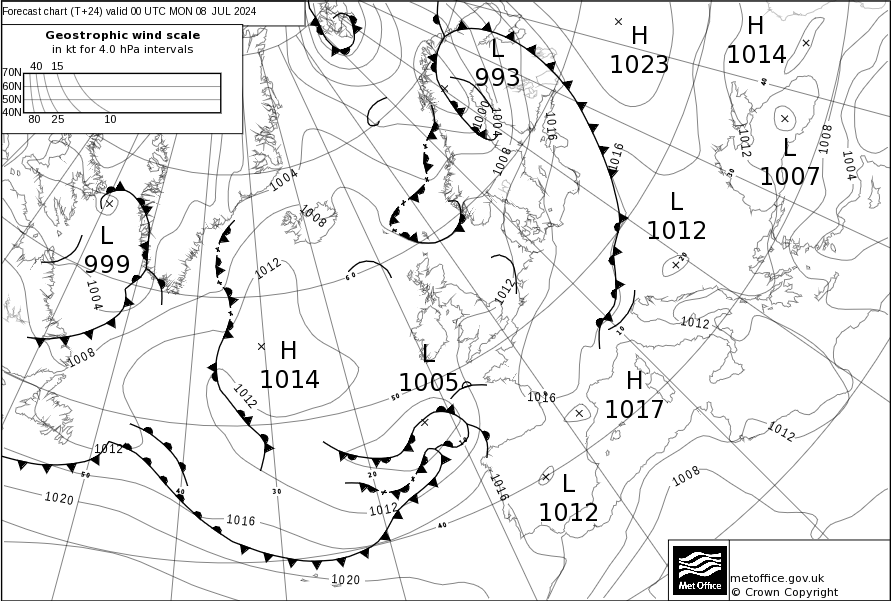 Forecast chart (T+24) valid 00 UTC MON 08 JUL 2024
Geostrophic wind scale
in kt for 4.0 hPa intervals
40 15
70N
60N
50N
40N
80 25 10
L
993
H
1023
H
1014
40
1000
1004
1016
1012
1008
1004
L
1007
1008
1016
30
1004
1008
L
1012
L
999
1012
60
20
1004
1012
1012
10
1008
H
1014
L
1005
1012
50
1016
H
1017
1012
10
1012
50
20
1008
40
30
1016
1020
1012
L
1012
1016
40
1020
Met Office
metoffice.gov.uk
© Crown Copyright